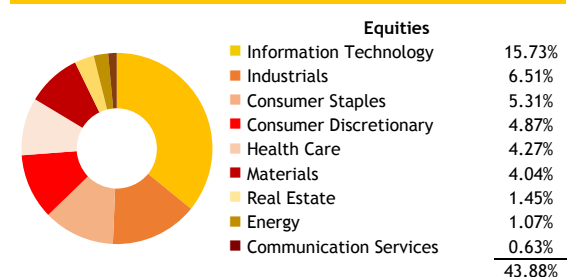 Equities
Information Technology 15.73%
Industrials 6.51%
Consumer Staples 5.31%
Consumer Discretionary 4.87%
Health Care 4.27%
Materials 4.04%
Real Estate 1.45%
Energy 1.07%
Communication Services 0.63%
43.88%